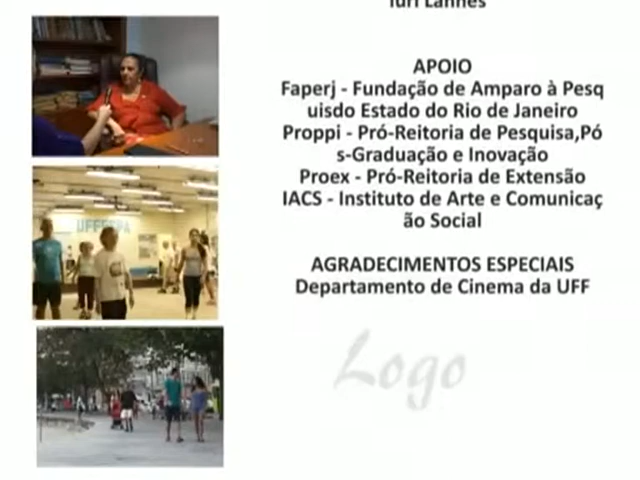 Iuri Lannes
APOIO
Faperj - Fundação de Amparo à Pesq
uisdo Estado do Rio de Janeiro
Proppi - Pró-Reitoria de Pesquisa,Pó
s-Graduação e Inovação
Proex - Pró-Reitoria de Extensão
IACS - Instituto de Arte e Comunicaç
ão Social
AGRADECIMENTOS ESPECIAIS
Departamento de Cinema da UFF
Logo